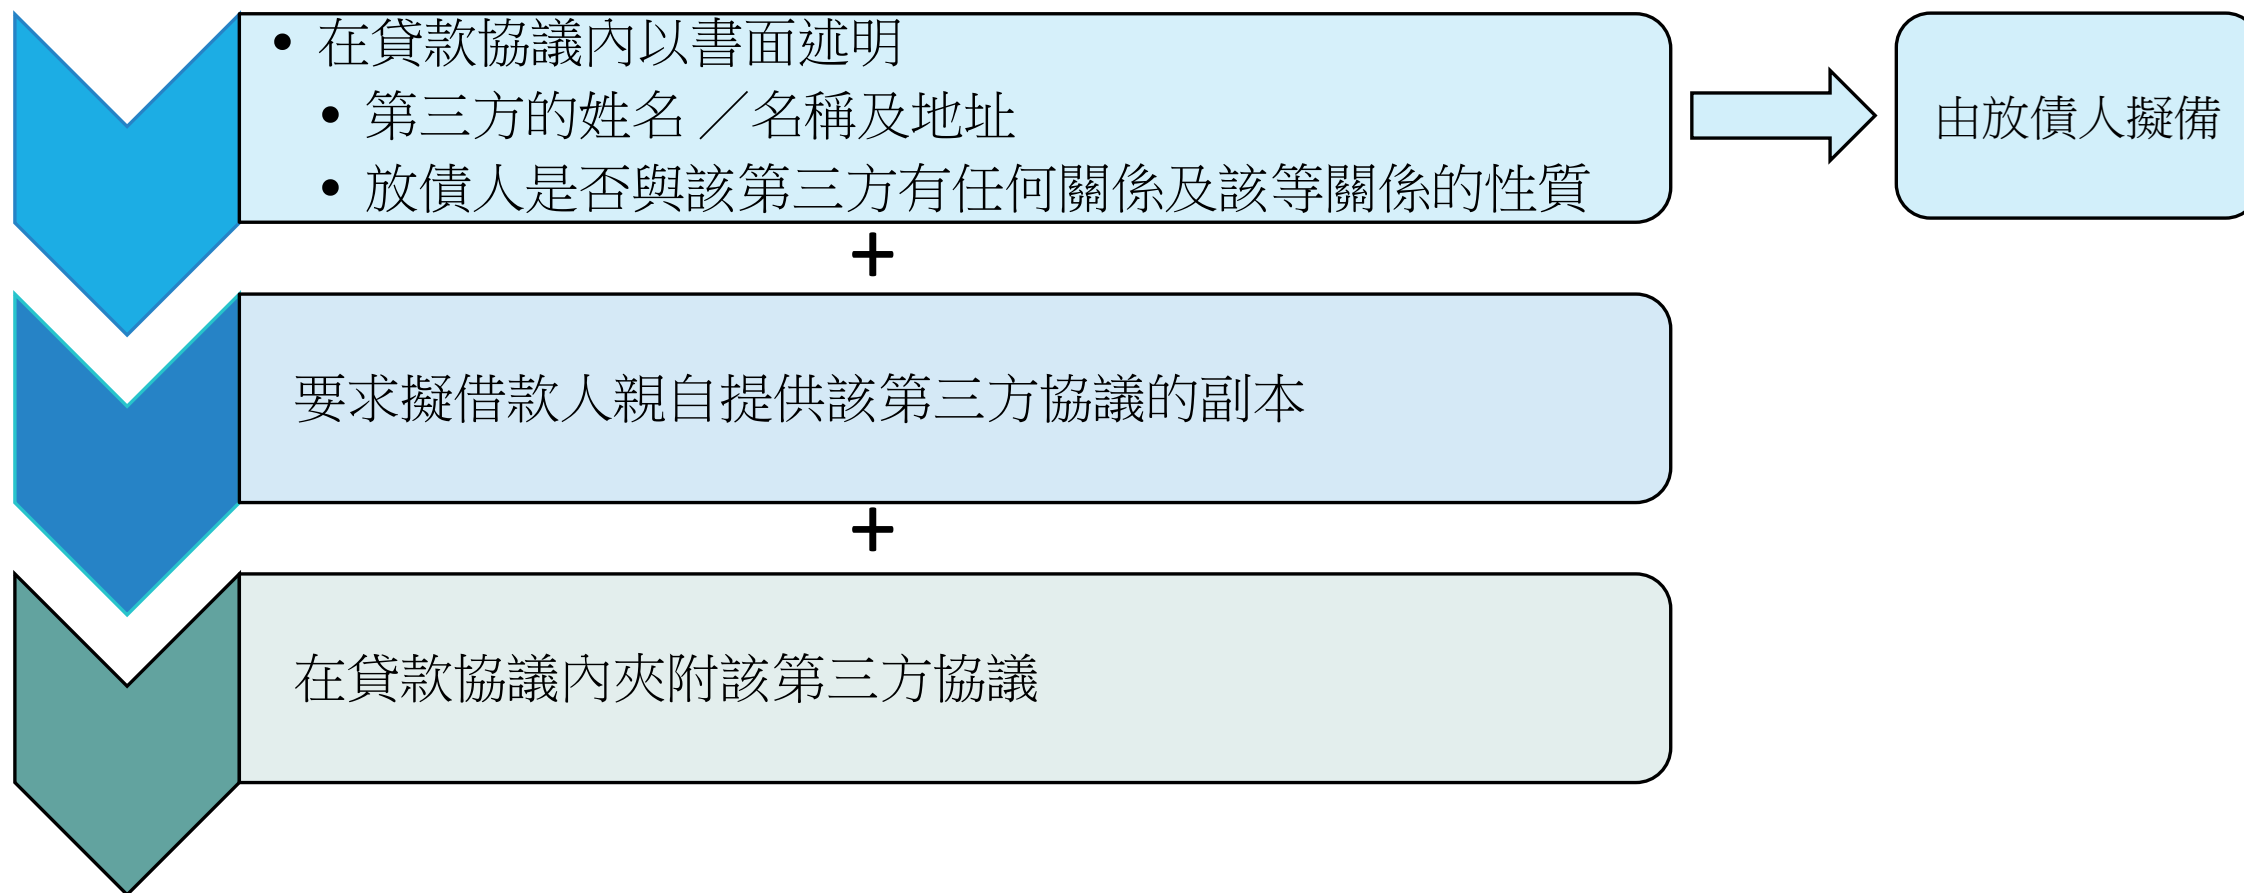 • 在貸款協議內以書面述明
• 第三方的姓名／名稱及地址
• 放債人是否與該第三方有任何關係及該等關係的性質
由放債人擬備
+
要求擬借款人親自提供該第三方協議的副本
+
在貸款協議內夾附該第三方協議